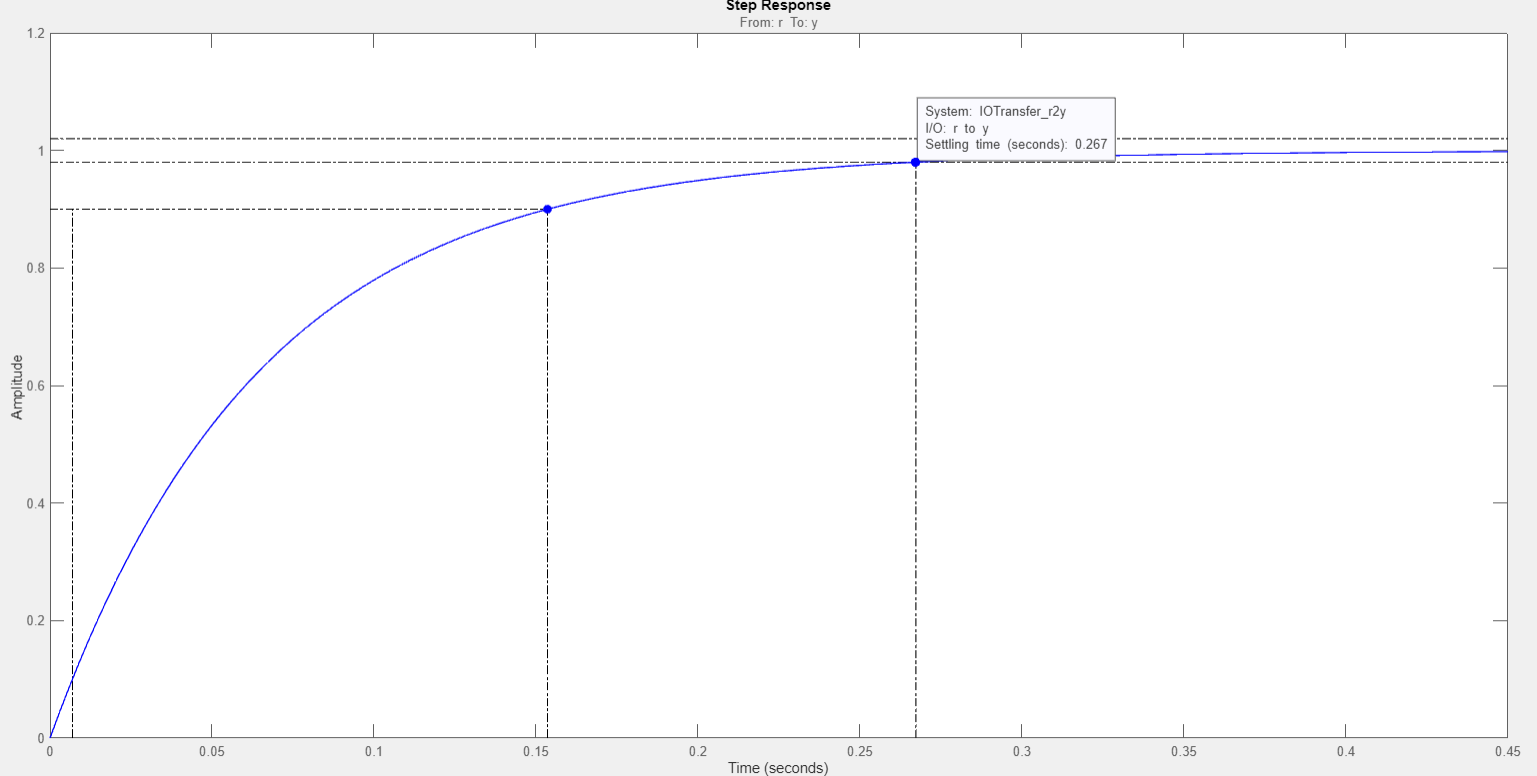 Step Response
From: r To: y
1.2
System: IOTransfer_r2y
I/O: r to y
Settling time (seconds): 0.267
1
0.8
0.6
Amplitude
0.4
0.2
0
0 0.05 0.1 0.15 0.2 0.25 0.3 0.35 0.4 0.45
Time (seconds)